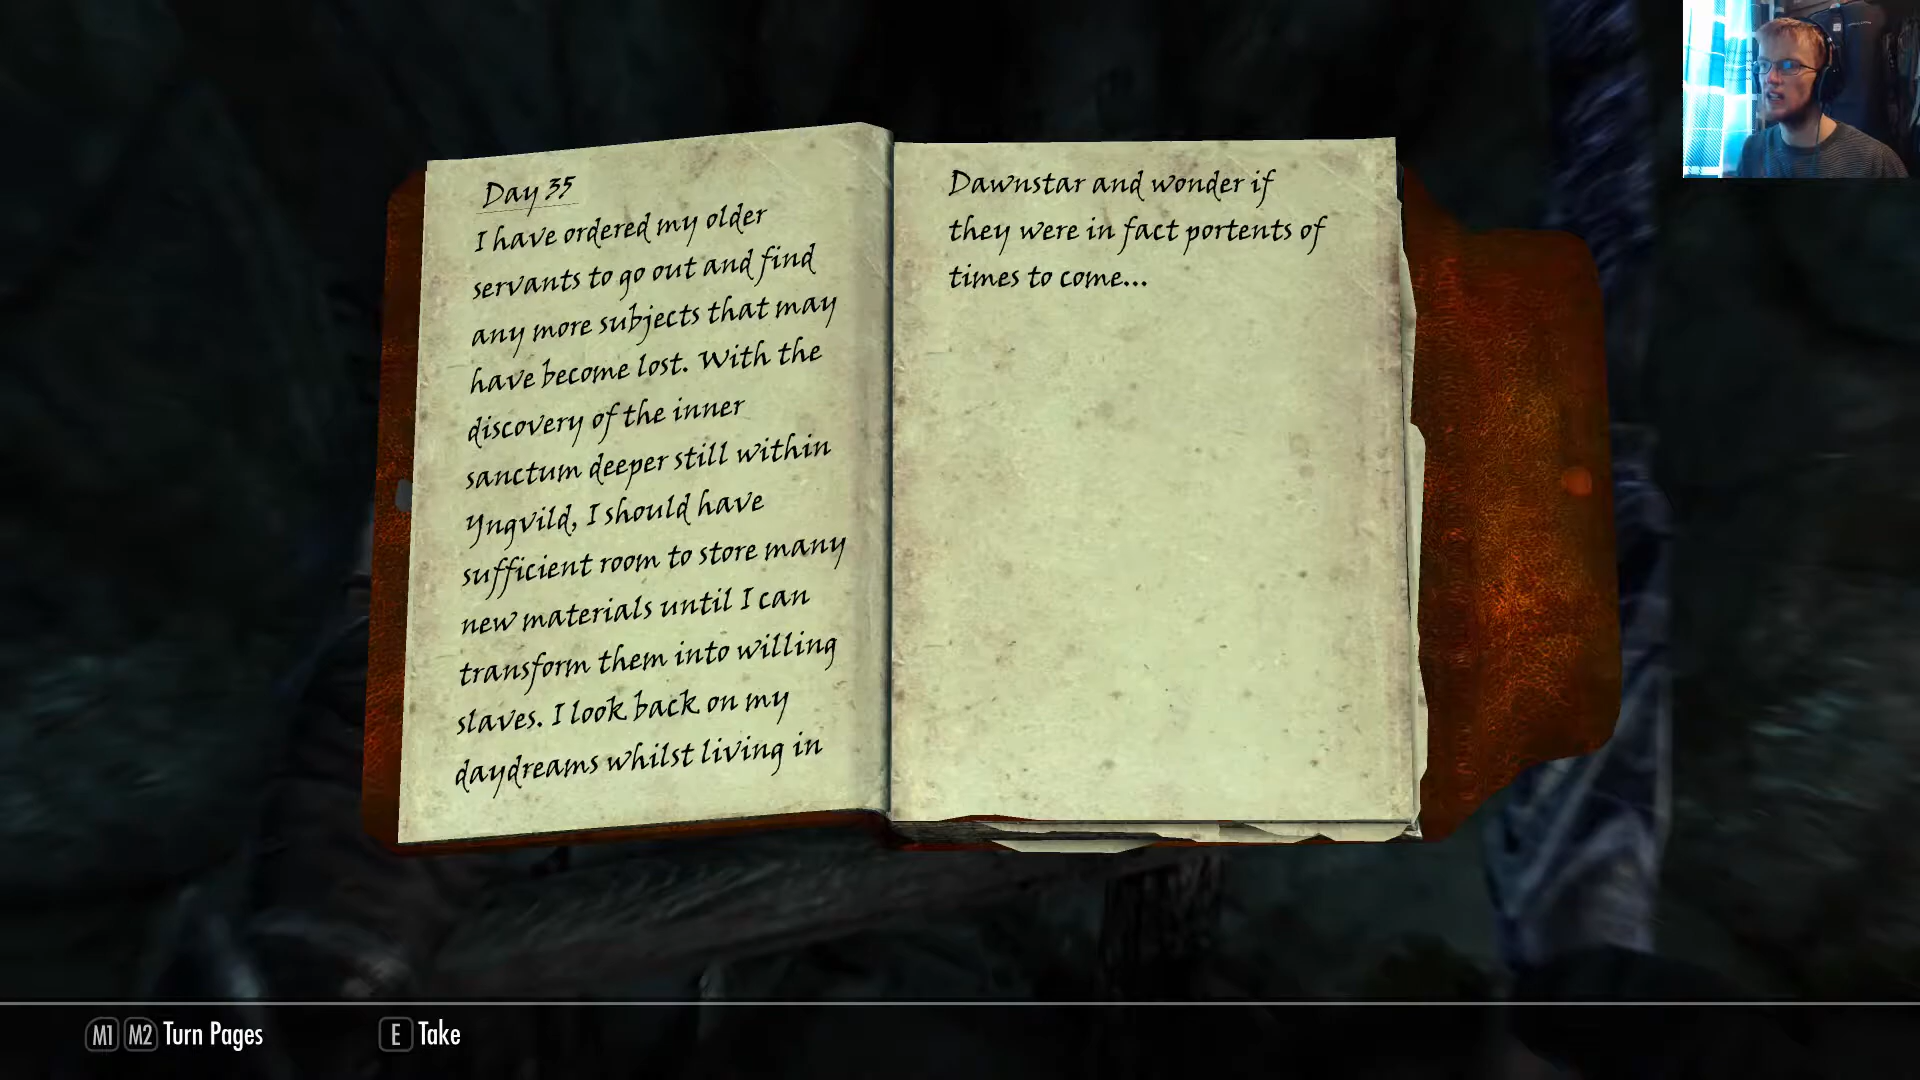 Day 35
I have ordered my older
servants to go out and find
any more subjects that may
have become lost. With the
discovery of the inner
sanctum deeper still within
Yngvild, I should have
sufficient room to store many
new materials until I can
transform them into willing
slaves. I look back on my
daydreams whilst living in
Dawnstar and wonder if
they were in fact portents of
times to come...
M1 M2 Turn Pages
E Take